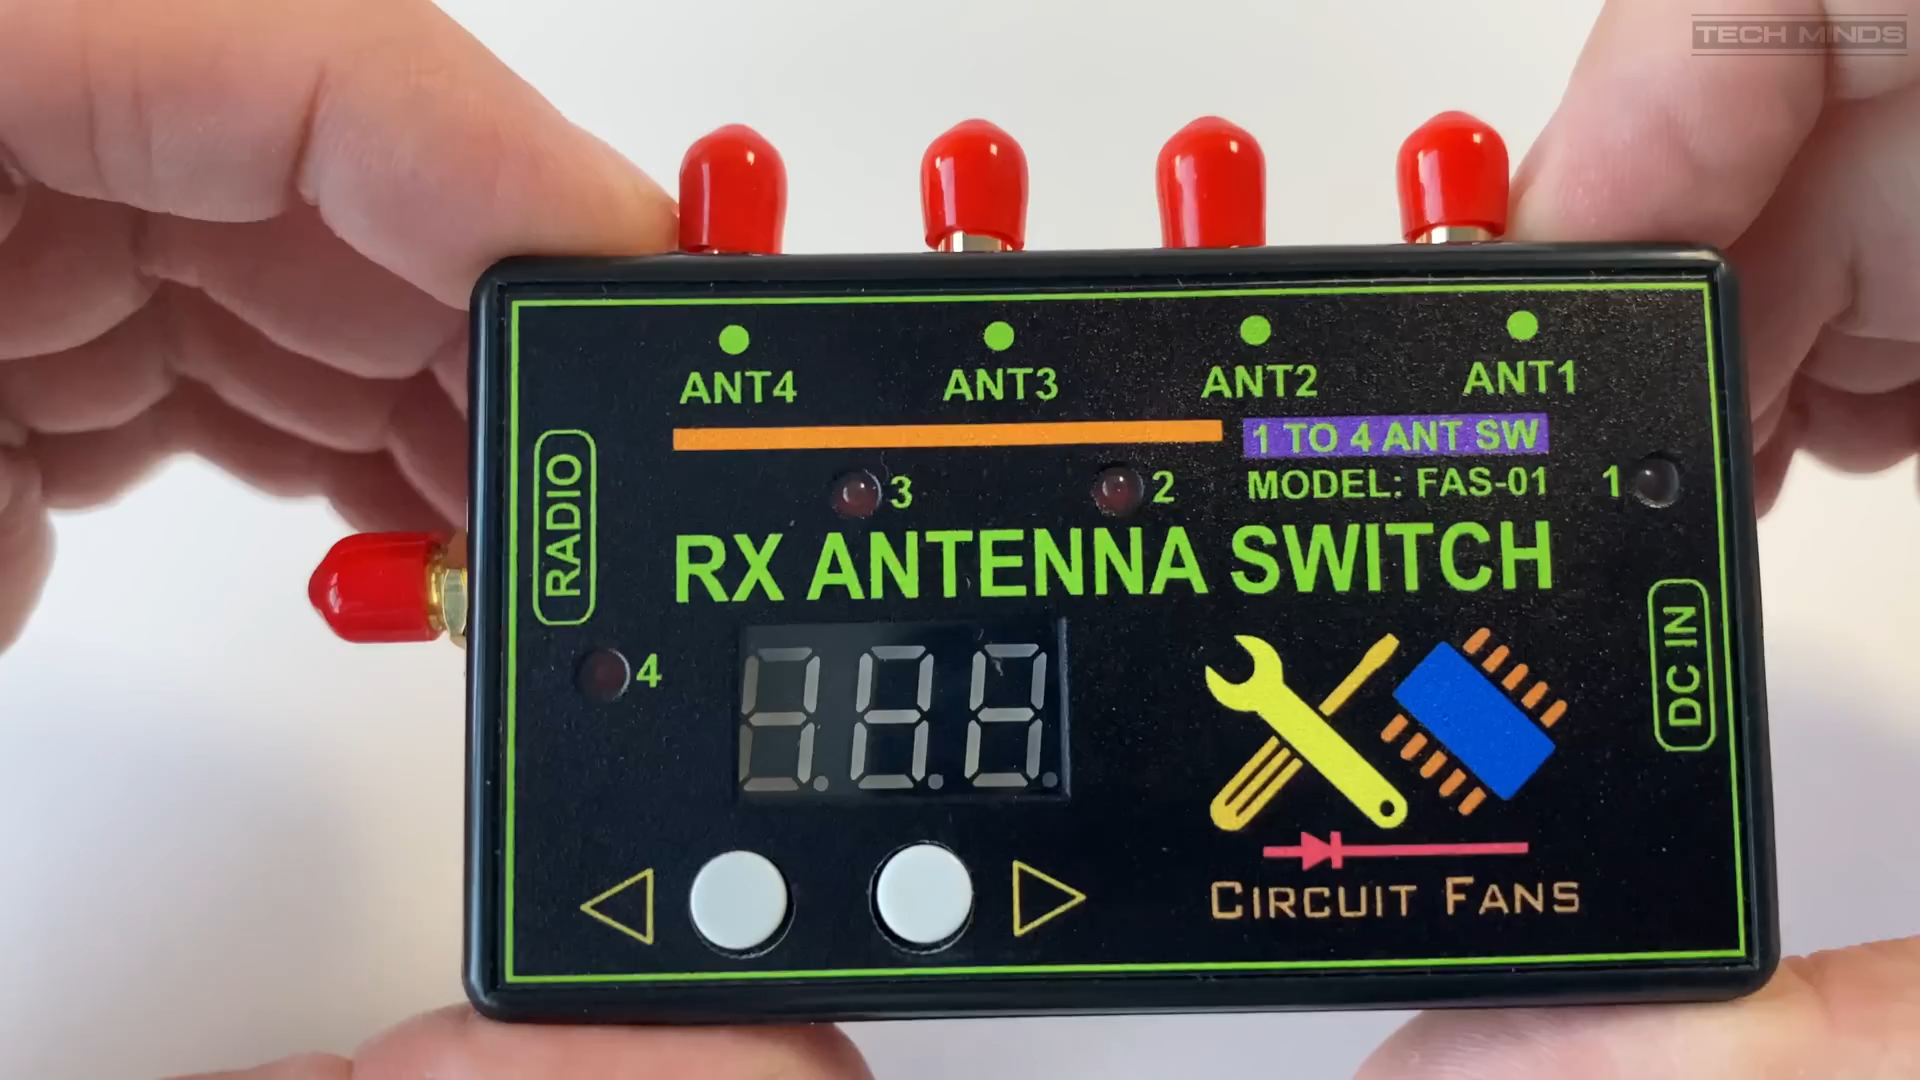 TECH MINDS
ANT4 ANT3 ANT2 ANT1
1 TO 4 ANT SW
MODEL: FAS-01
3 2 1
RADIO
RX ANTENNA SWITCH
DC IN
4
CIRCUIT FANS